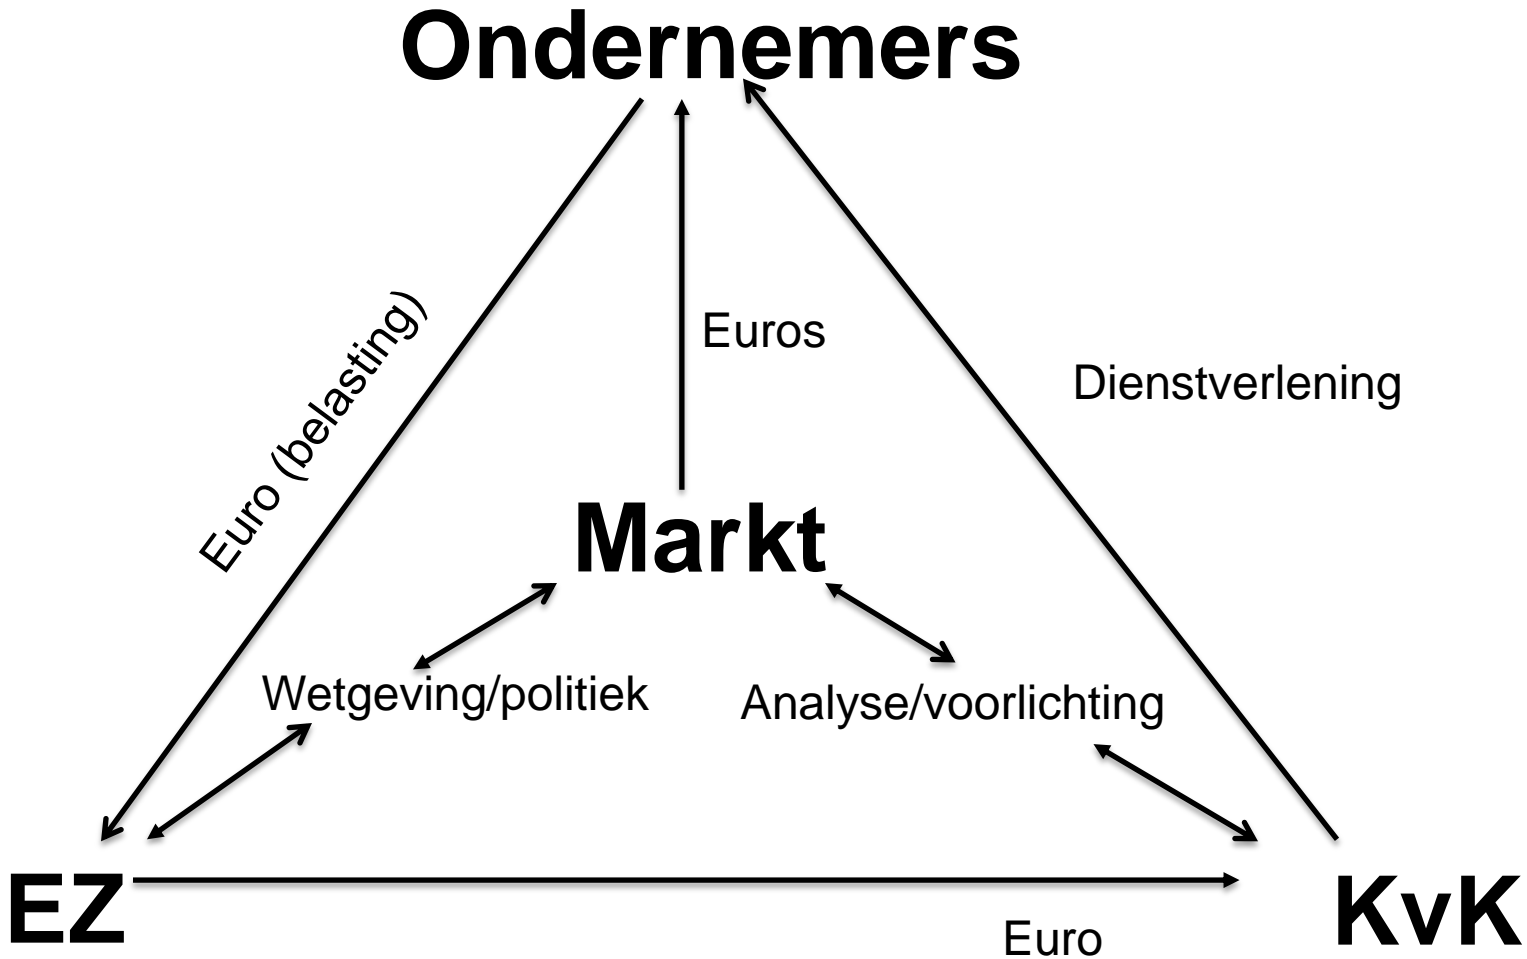 Ondernemers
Euro (belasting)
Euros
Dienstverlening
Markt
Wetgeving/politiek
Analyse/voorlichting
EZ
KvK
Euro